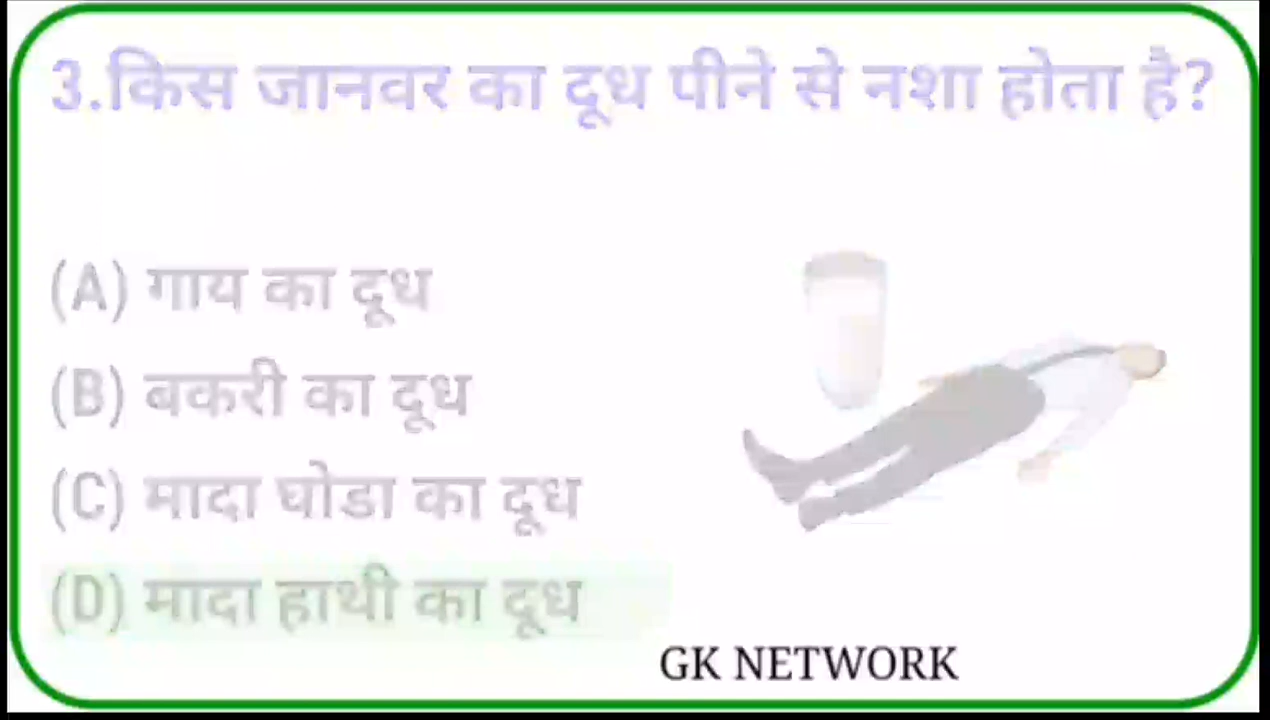 3.किस जानवर का दूध पीने से नशा होता है?
(A) गाय का दूध
(B) बकरी का दूध
(C) मादा घोडा का दूध
(D) मादा हाथी का दूध
GK NETWORK